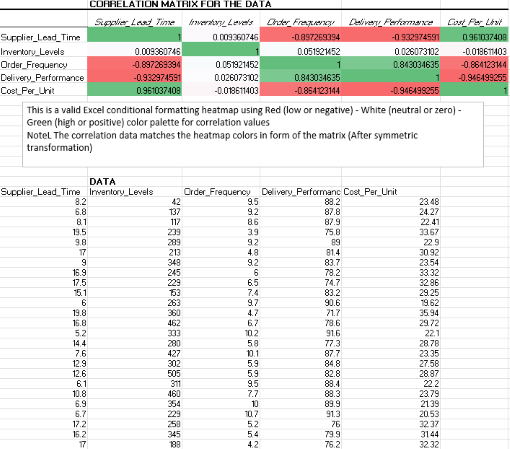 CORRELATION MATRIX FOR THE DATA
Supplier_Lead_Time Inventory_Levels Order_Frequency Delivery_Performance Cost_Per_Unit
Supplier_Lead_Time 1 0.009360746 -0.897269394 -0.932974591 0.961037408
Inventory_Levels 0.009360746 1 0.051921452 0.026073102 -0.018611403
Order_Frequency -0.897269394 0.051921452 1 0.843034635 -0.864123144
Delivery_Performance -0.932974591 0.026073102 0.843034635 1 -0.946499255
Cost_Per_Unit 0.961037408 -0.018611403 -0.864123144 -0.946499255 1
This is a valid Excel conditional formatting heatmap using Red (low or negative) - White (neutral or zero) -
Green (high or positive) color palette for correlation values
NoteL The correlation data matches the heatmap colors in form of the matrix (After symmetric
transformation)
DATA
Supplier_Lead_Time Inventory_Levels Order_Frequency Delivery_Performanc Cost_Per_Unit
8.2 42 9.5 88.2 23.48
6.8 137 9.2 87.8 24.27
8.1 117 8.6 87.9 22.41
19.5 239 3.9 75.8 33.67
9.8 289 9.2 89 22.9
17 213 4.8 81.4 30.92
9 348 9.2 83.7 23.54
16.9 245 6 78.2 33.32
17.5 229 6.5 74.7 32.86
15.1 153 7.4 83.2 29.25
6 263 9.7 90.6 19.62
19.8 360 4.7 71.7 35.94
16.8 462 6.7 78.6 29.72
5.2 333 10.2 91.6 22.1
14.4 280 5.8 77.3 28.78
7.6 427 10.1 87.7 23.35
12.9 302 5.9 84.8 27.58
12.6 505 5.9 82.8 28.87
6.1 311 9.5 88.4 22.2
10.8 460 7.7 88.3 23.79
6.9 354 10 89.9 21.39
6.7 229 10.7 91.3 20.53
17.2 258 5.2 76 32.37
16.2 345 5.4 79.9 31.44
17 188 4.2 76.2 32.32